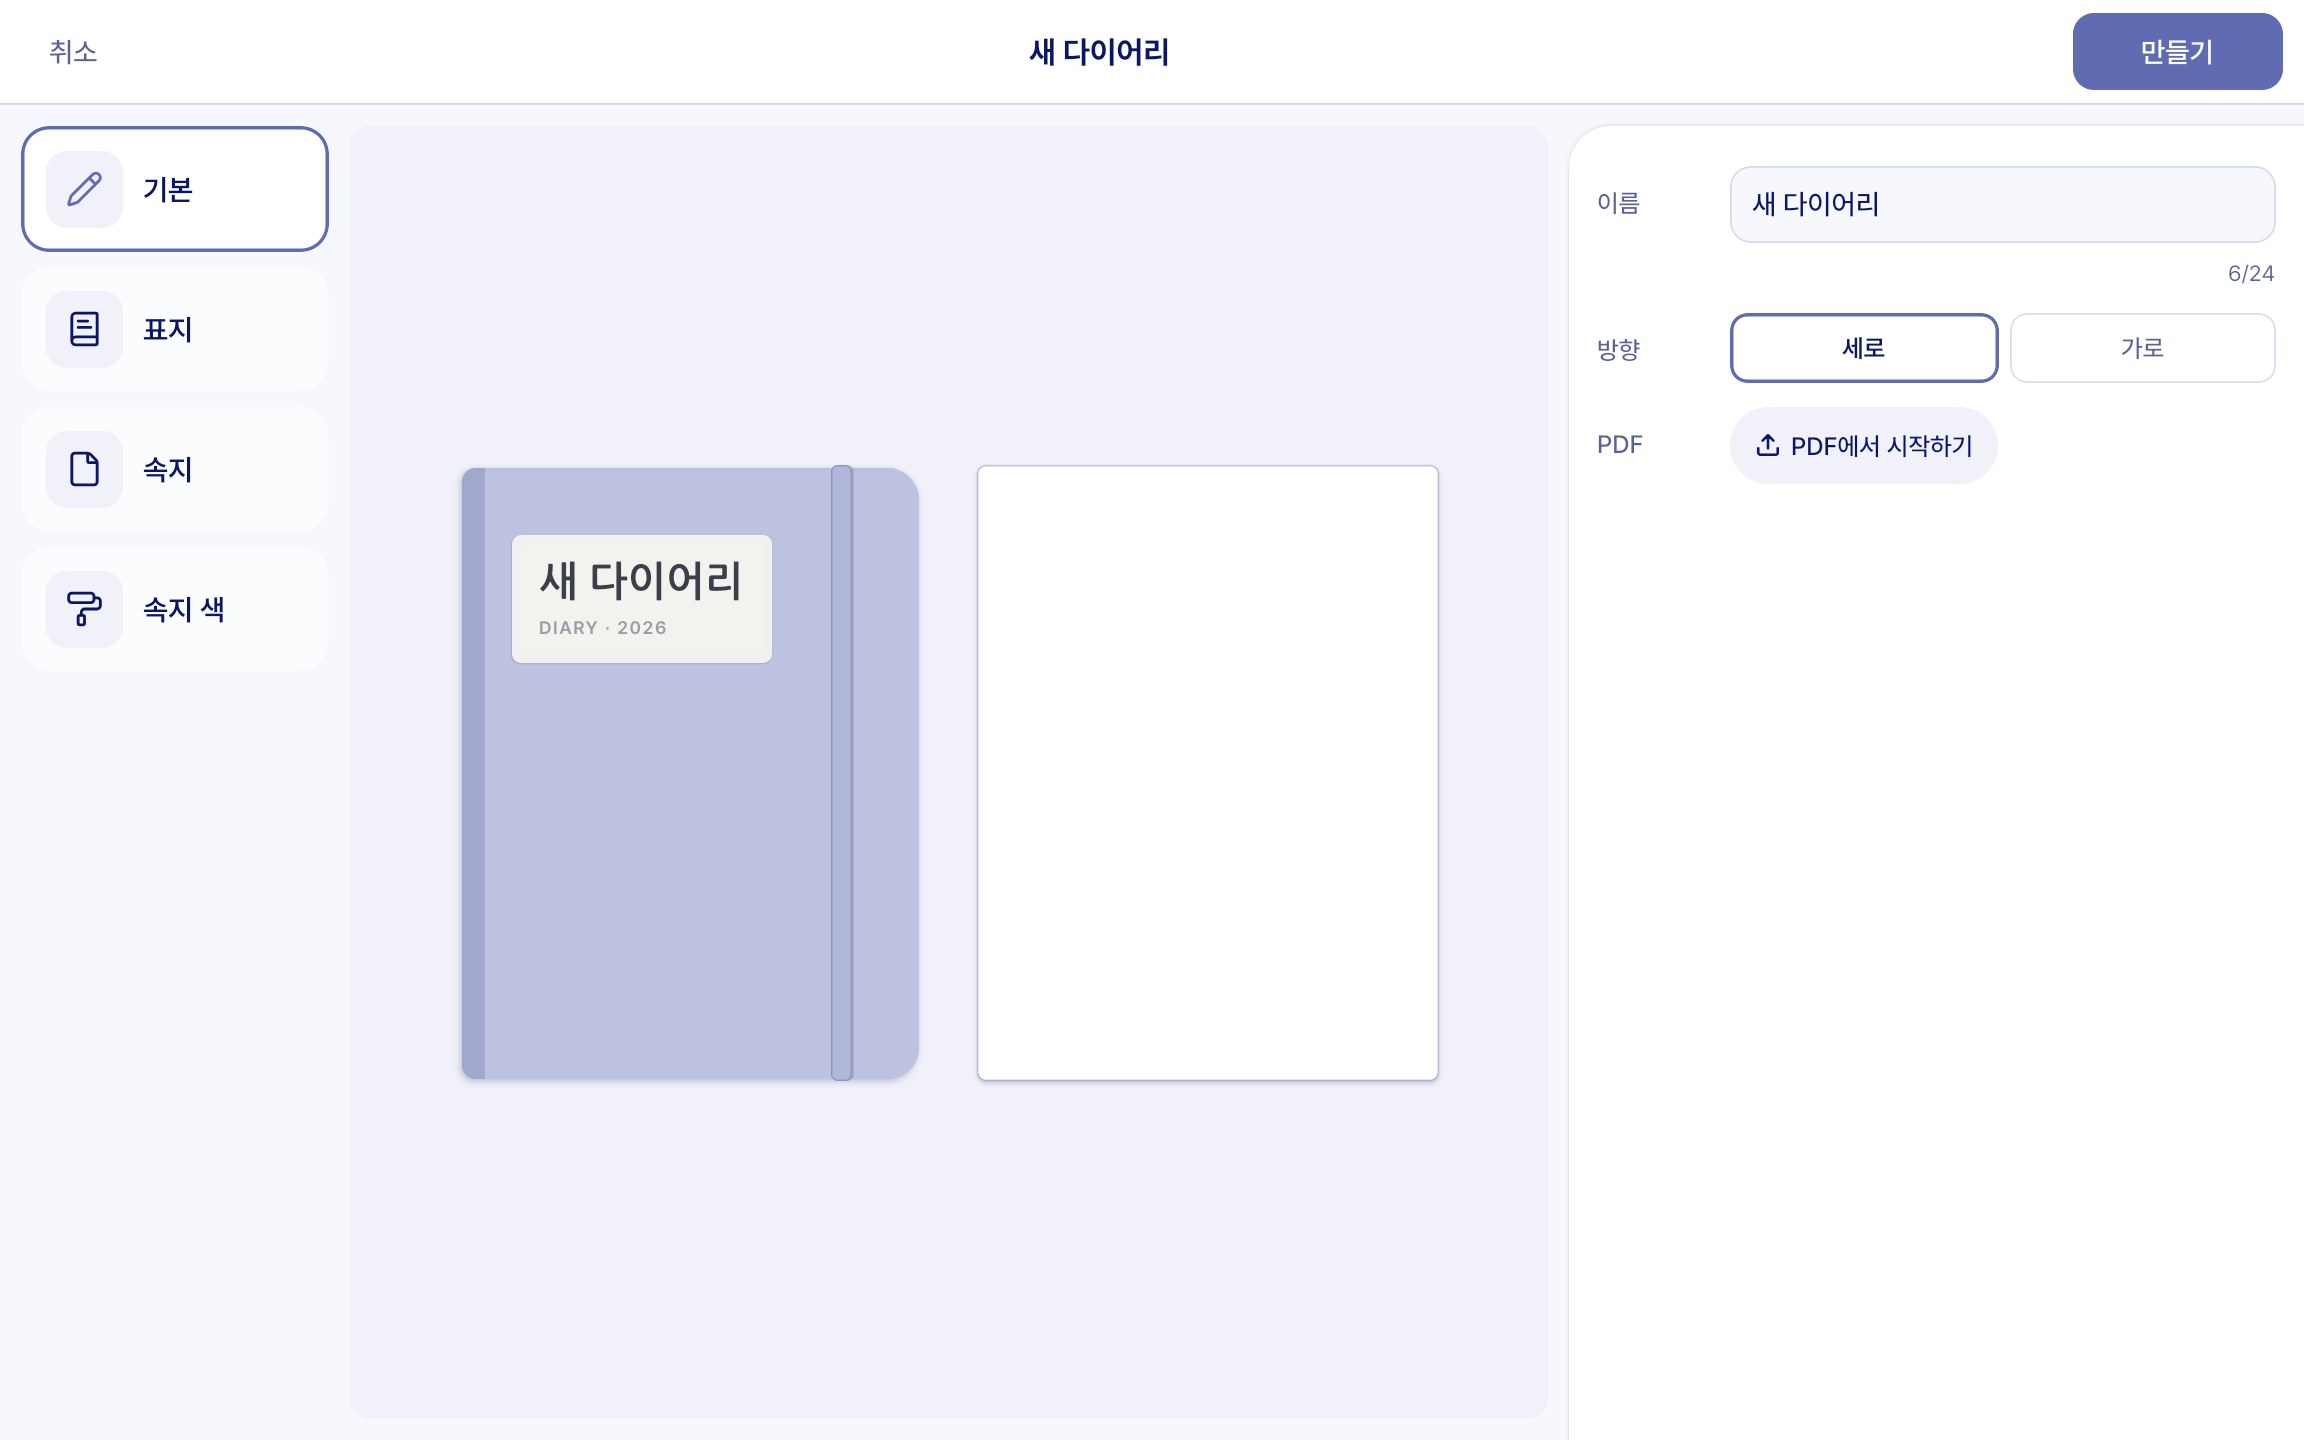 취소
새 다이어리
만들기
기본
표지
속지
속지 색
새 다이어리
DIARY · 2026
이름
새 다이어리
6/24
방향
세로
가로
PDF
PDF에서 시작하기